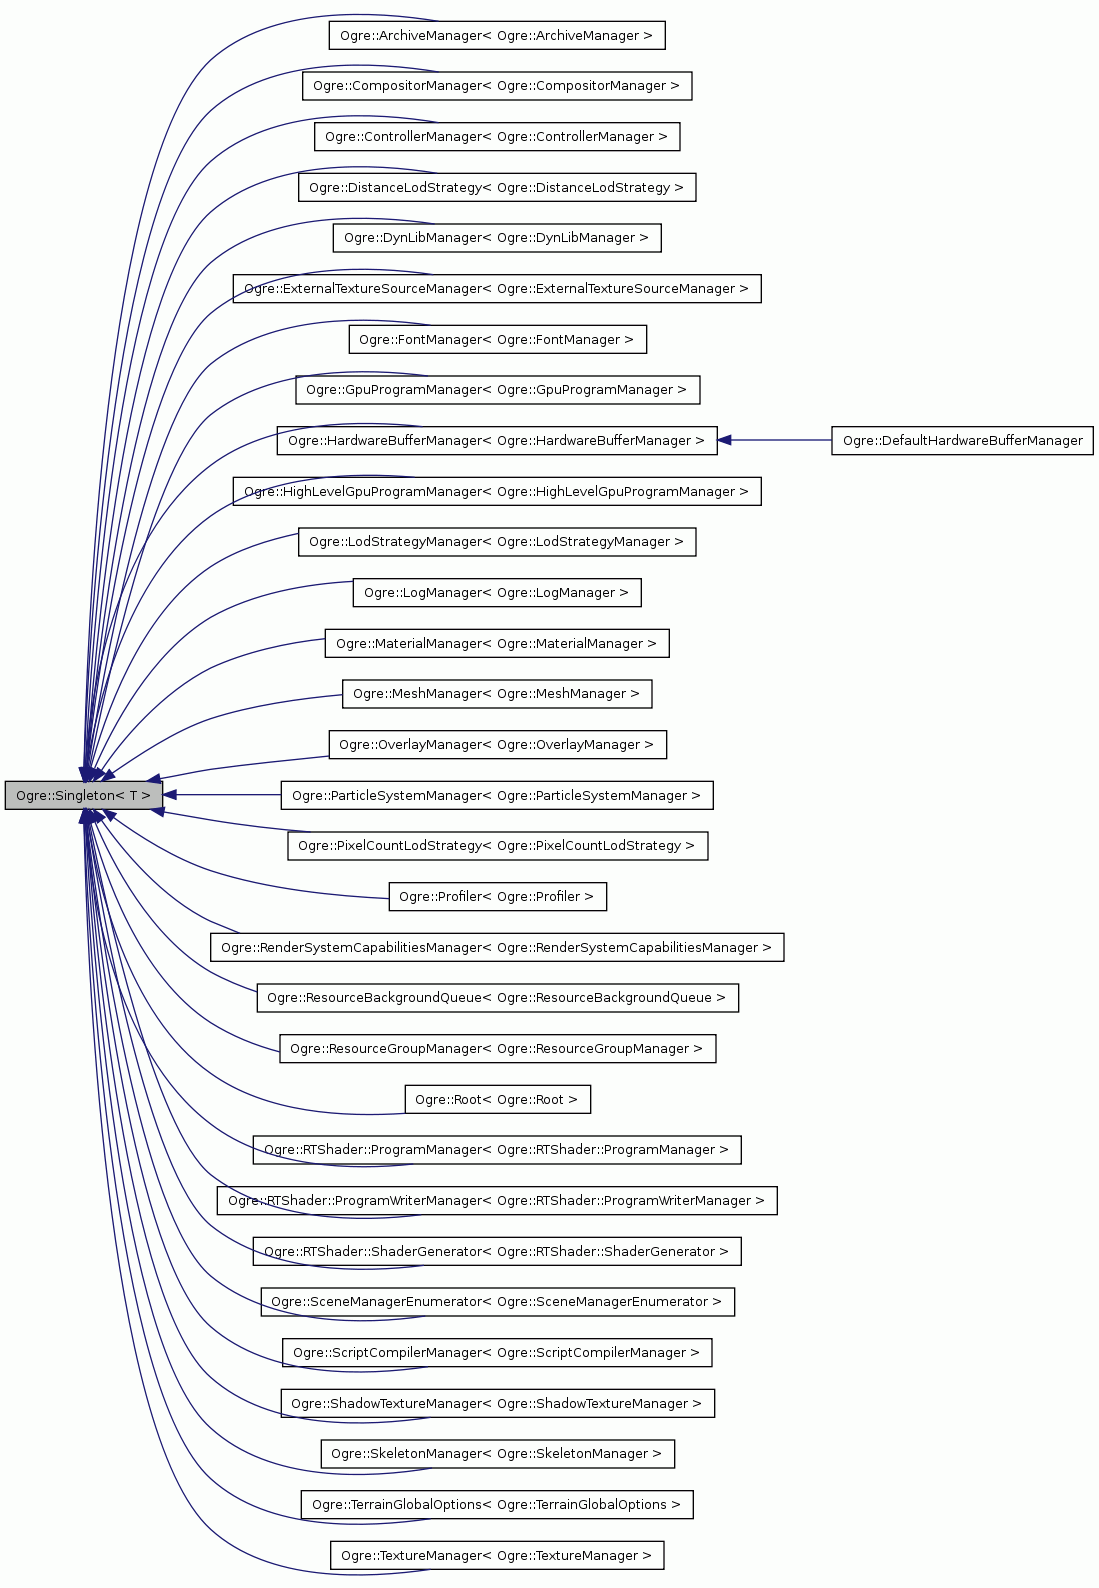 Ogre::ArchiveManager< Ogre::ArchiveManager >
Ogre::CompositorManager< Ogre::CompositorManager >
Ogre::ControllerManager< Ogre::ControllerManager >
Ogre::DistanceLodStrategy< Ogre::DistanceLodStrategy >
Ogre::DynLibManager< Ogre::DynLibManager >
Ogre::ExternalTextureSourceManager< Ogre::ExternalTextureSourceManager >
Ogre::FontManager< Ogre::FontManager >
Ogre::GpuProgramManager< Ogre::GpuProgramManager >
Ogre::HardwareBufferManager< Ogre::HardwareBufferManager >
Ogre::DefaultHardwareBufferManager
Ogre::HighLevelGpuProgramManager< Ogre::HighLevelGpuProgramManager >
Ogre::LodStrategyManager< Ogre::LodStrategyManager >
Ogre::LogManager< Ogre::LogManager >
Ogre::MaterialManager< Ogre::MaterialManager >
Ogre::MeshManager< Ogre::MeshManager >
Ogre::OverlayManager< Ogre::OverlayManager >
Ogre::Singleton< T >
Ogre::ParticleSystemManager< Ogre::ParticleSystemManager >
Ogre::PixelCountLodStrategy< Ogre::PixelCountLodStrategy >
Ogre::Profiler< Ogre::Profiler >
Ogre::RenderSystemCapabilitiesManager< Ogre::RenderSystemCapabilitiesManager >
Ogre::ResourceBackgroundQueue< Ogre::ResourceBackgroundQueue >
Ogre::ResourceGroupManager< Ogre::ResourceGroupManager >
Ogre::Root< Ogre::Root >
Ogre::RTShader::ProgramManager< Ogre::RTShader::ProgramManager >
Ogre::RTShader::ProgramWriterManager< Ogre::RTShader::ProgramWriterManager >
Ogre::RTShader::ShaderGenerator< Ogre::RTShader::ShaderGenerator >
Ogre::SceneManagerEnumerator< Ogre::SceneManagerEnumerator >
Ogre::ScriptCompilerManager< Ogre::ScriptCompilerManager >
Ogre::ShadowTextureManager< Ogre::ShadowTextureManager >
Ogre::SkeletonManager< Ogre::SkeletonManager >
Ogre::TerrainGlobalOptions< Ogre::TerrainGlobalOptions >
Ogre::TextureManager< Ogre::TextureManager >